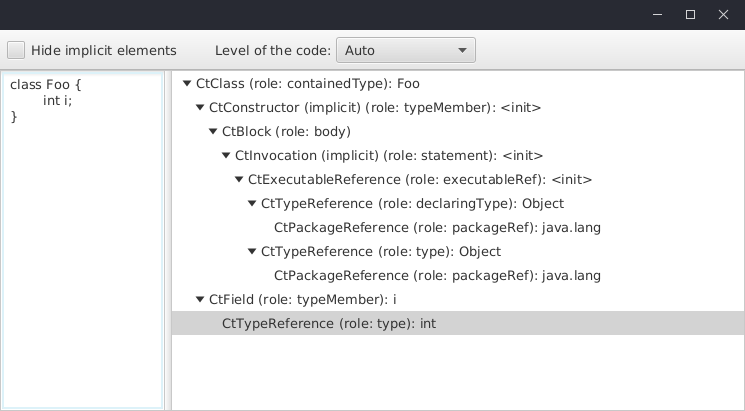 Hide implicit elements Level of the code: Auto
class Foo {
int i;
}
CtClass (role: containedType): Foo
CtConstructor (implicit) (role: typeMember): <init>
CtBlock (role: body)
CtInvocation (implicit) (role: statement): <init>
CtExecutableReference (role: executableRef): <init>
CtTypeReference (role: declaringType): Object
CtPackageReference (role: packageRef): java.lang
CtTypeReference (role: type): Object
CtPackageReference (role: packageRef): java.lang
CtField (role: typeMember): i
CtTypeReference (role: type): int